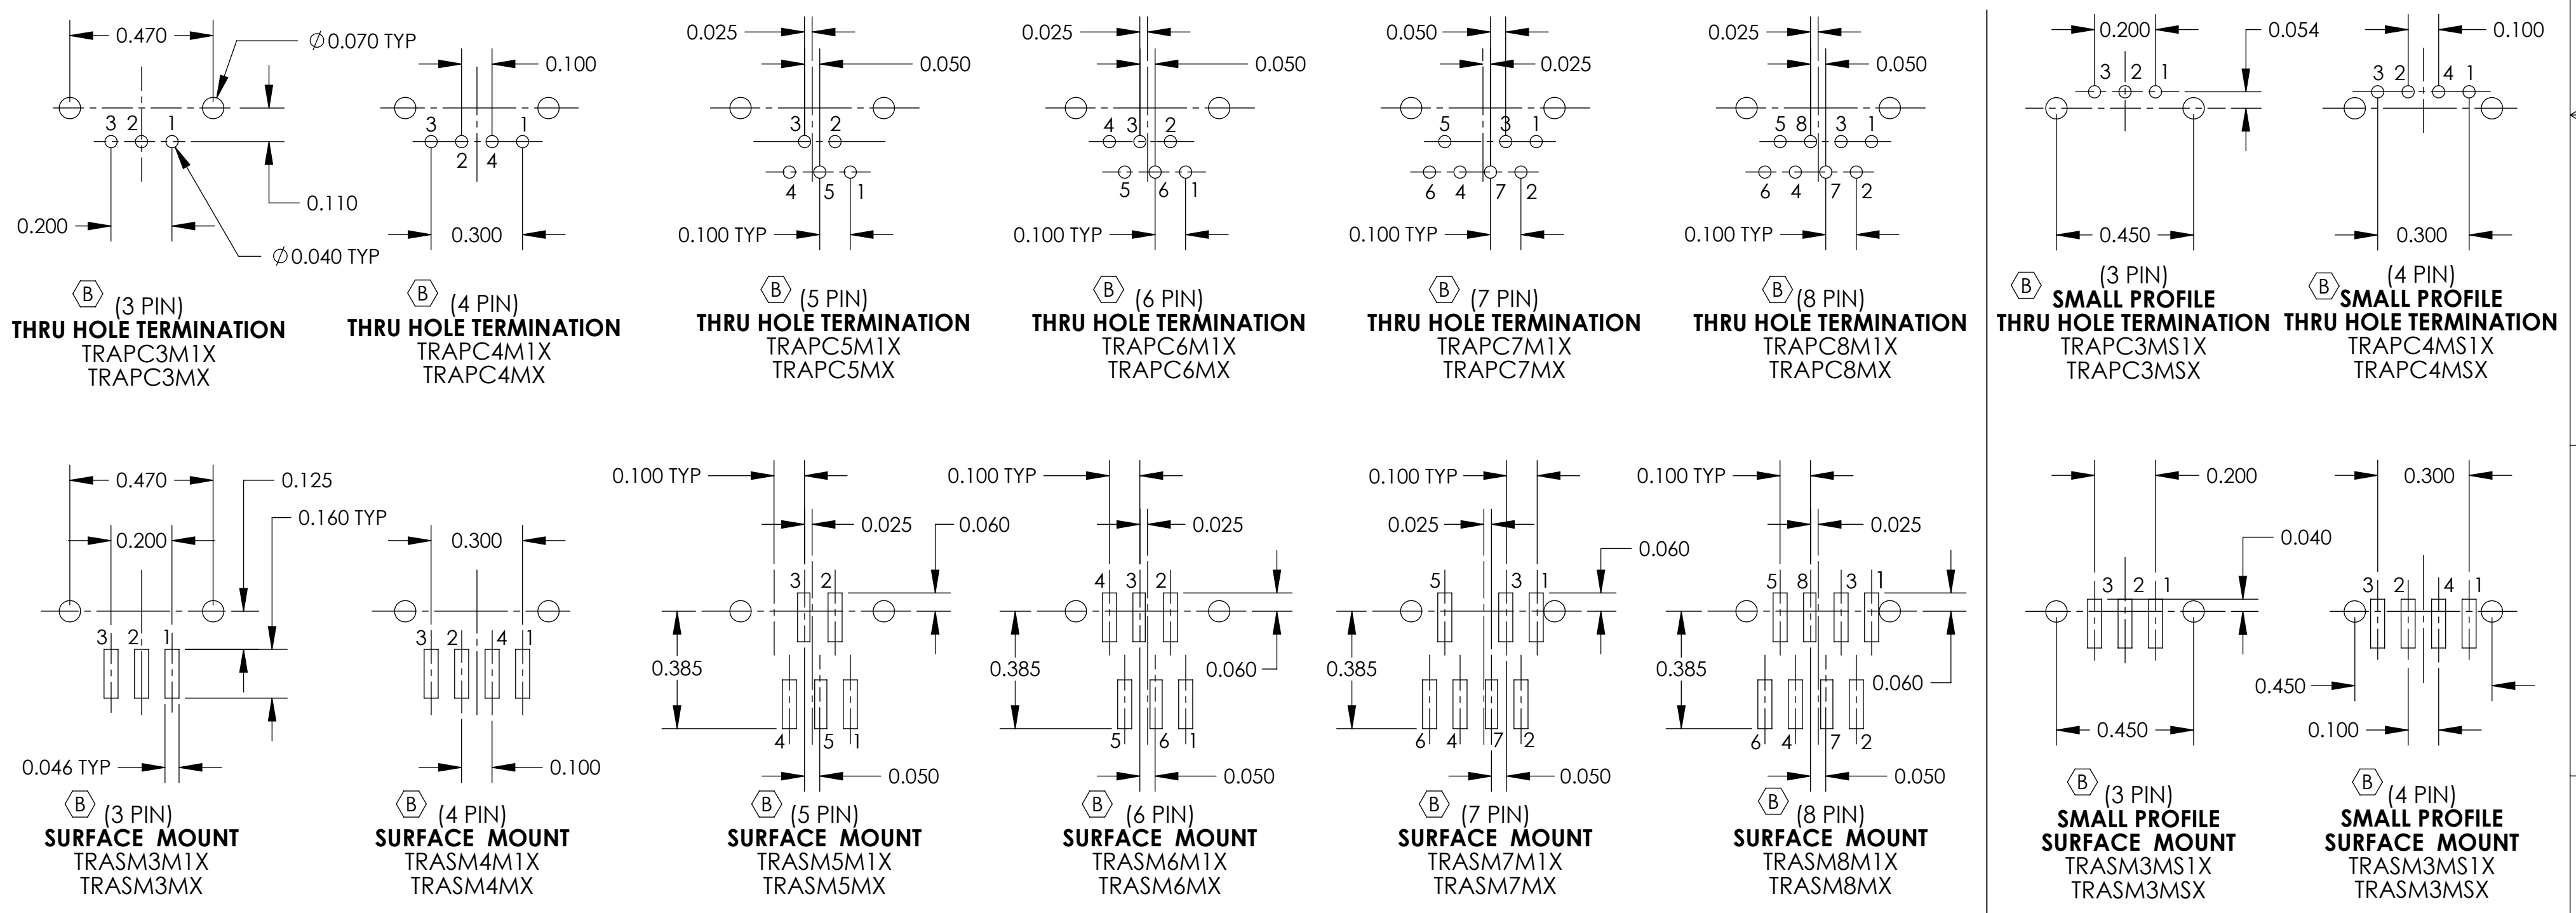 0.470
Ø0.070 TYP
3 2 1
0.110
0.200
Ø0.040 TYP
B (3 PIN)
THRU HOLE TERMINATION
TRAPC3M1X
TRAPC3MX
0.100
3 1
2 4
0.300
B (4 PIN)
THRU HOLE TERMINATION
TRAPC4M1X
TRAPC4MX
0.025
0.050
3 2
4 5 1
0.100 TYP
B (5 PIN)
THRU HOLE TERMINATION
TRAPC5M1X
TRAPC5MX
0.025
0.050
4 3 2
5 6 1
0.100 TYP
B (6 PIN)
THRU HOLE TERMINATION
TRAPC6M1X
TRAPC6MX
0.050
0.025
5 3 1
6 4 7 2
0.100 TYP
B (7 PIN)
THRU HOLE TERMINATION
TRAPC7M1X
TRAPC7MX
0.025
0.050
5 8 3 1
6 4 7 2
0.100 TYP
B (8 PIN)
THRU HOLE TERMINATION
TRAPC8M1X
TRAPC8MX
0.200
0.054
3 2 1
0.450
B (3 PIN)
SMALL PROFILE
THRU HOLE TERMINATION
TRAPC3MS1X
TRAPC3MSX
0.100
3 2 4 1
0.300
B (4 PIN)
SMALL PROFILE
THRU HOLE TERMINATION
TRAPC4MS1X
TRAPC4MSX
0.470
0.125
0.160 TYP
0.200
3 2 1
0.046 TYP
B (3 PIN)
SURFACE MOUNT
TRASM3M1X
TRASM3MX
0.300
3 2 4 1
0.100
B (4 PIN)
SURFACE MOUNT
TRASM4M1X
TRASM4MX
0.100 TYP
0.025
0.060
3 2
0.385
4 5 1
0.050
B (5 PIN)
SURFACE MOUNT
TRASM5M1X
TRASM5MX
0.100 TYP
0.025
4 3 2
0.385
0.060
5 6 1
0.050
B (6 PIN)
SURFACE MOUNT
TRASM6M1X
TRASM6MX
0.100 TYP
0.025
0.060
5 3 1
0.385
6 4 7 2
0.050
B (7 PIN)
SURFACE MOUNT
TRASM7M1X
TRASM7MX
0.100 TYP
0.025
5 8 3 1
0.385
0.060
6 4 7 2
0.050
B (8 PIN)
SURFACE MOUNT
TRASM8M1X
TRASM8MX
0.200
0.040
3 2 1
0.450
B (3 PIN)
SMALL PROFILE
SURFACE MOUNT
TRASM3MS1X
TRASM3MSX
0.300
3 2 4 1
0.450
0.100
B (4 PIN)
SMALL PROFILE
SURFACE MOUNT
TRASM3MS1X
TRASM3MSX